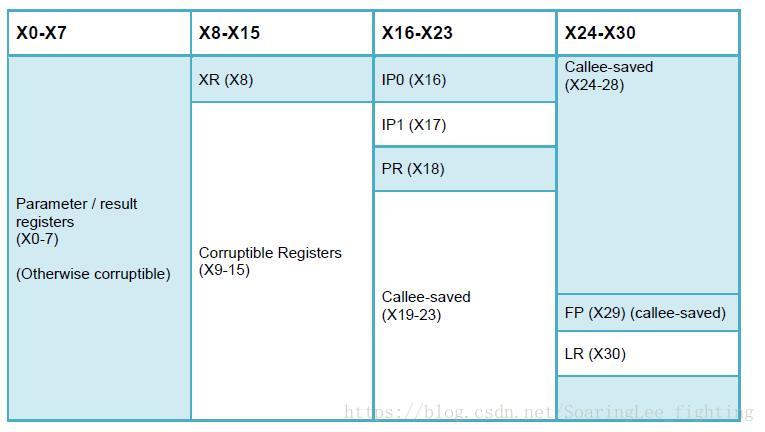 X0-X7
X8-X15
X16-X23
X24-X30
Parameter / result
registers
(X0-7)
(Otherwise corruptible)
XR (X8)
Corruptible Registers
(X9-15)
IP0 (X16)
IP1 (X17)
PR (X18)
Callee-saved
(X19-23)
Callee-saved
(X24-28)
FP (X29) (callee-saved)
LR (X30)
https://blog.csdn.net/SoaringLee_fighting